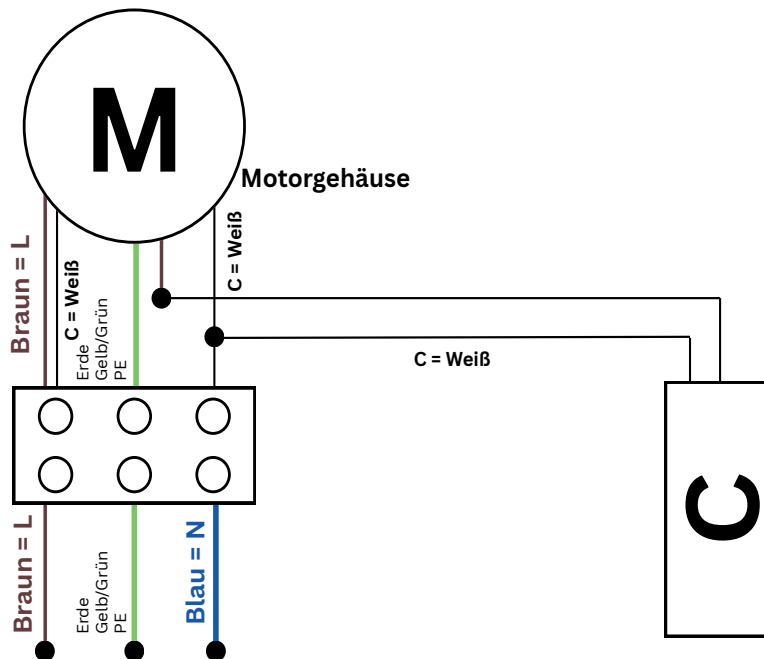 M
Motorgehäuse
Braun = L
C = Weiß
Erde
Gelb/Grün
PE
C = Weiß
C = Weiß
C
Braun = L
Erde
Gelb/Grün
PE
Blau = N